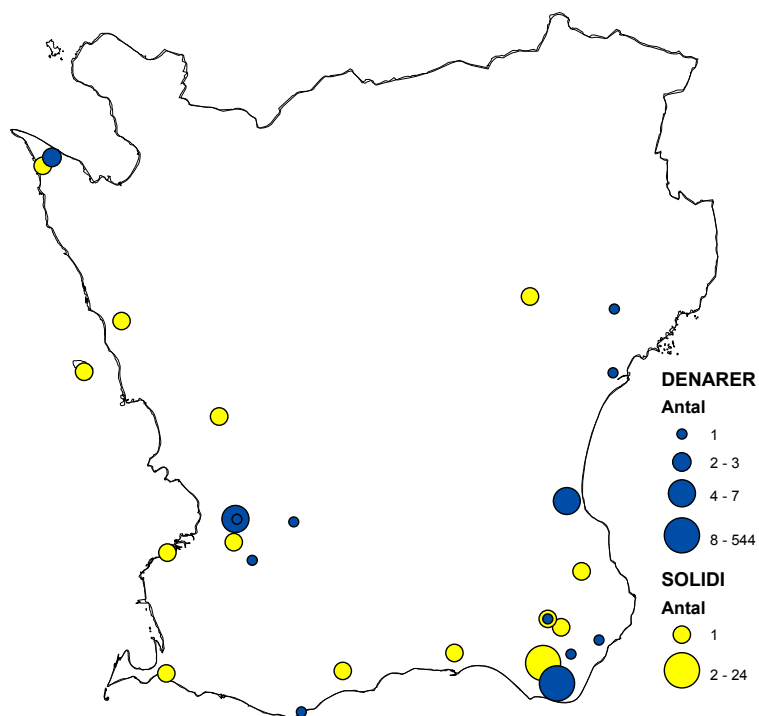 DENARER
Antal
1
2 - 3
4 - 7
8 - 544
SOLIDI
Antal
1
2 - 24